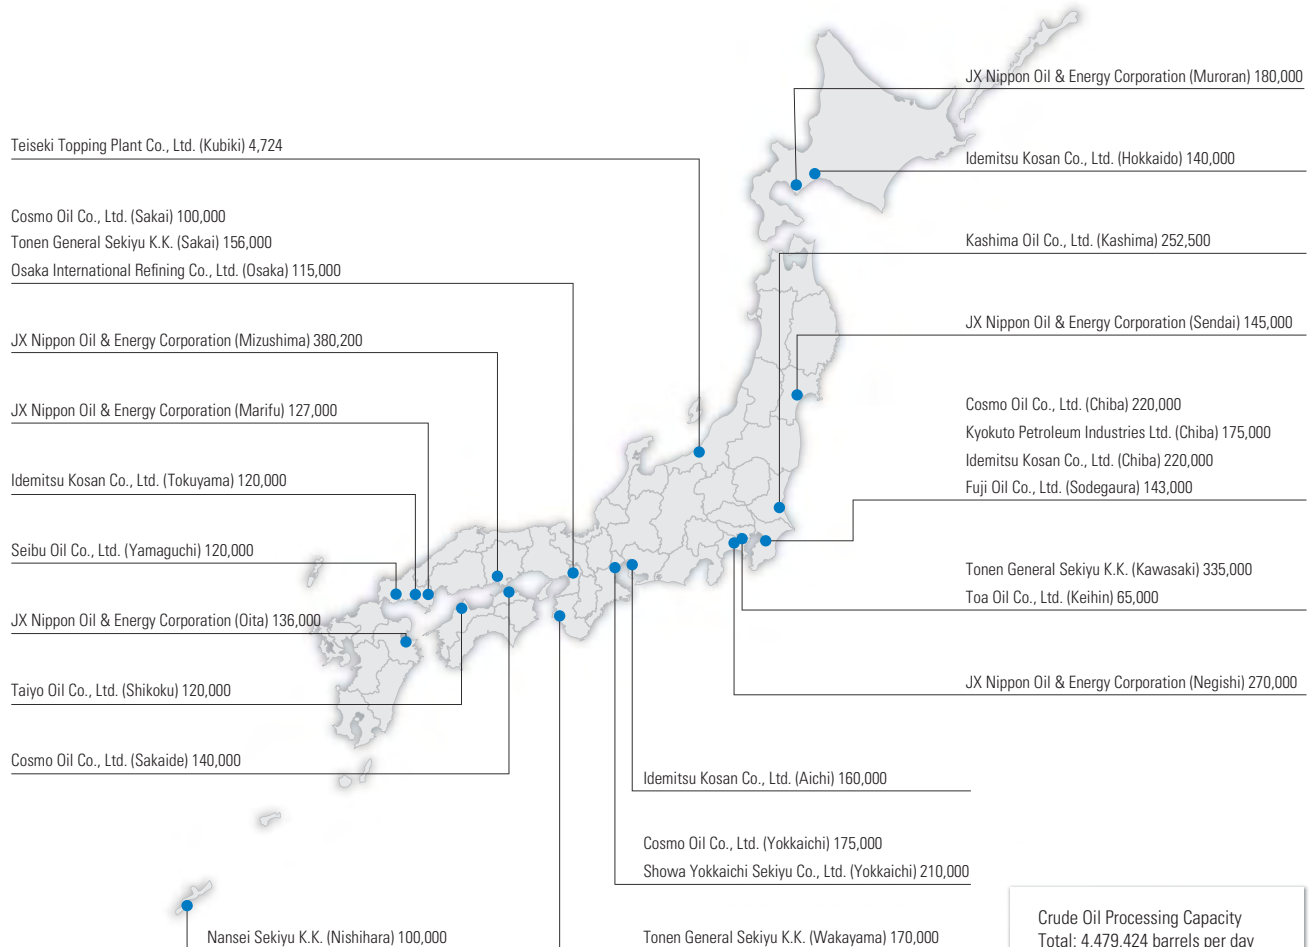 JX Nippon Oil & Energy Corporation (Muroran) 180,000
Teiseki Topping Plant Co., Ltd. (Kubiki) 4,724
Idemitsu Kosan Co., Ltd. (Hokkaido) 140,000
Cosmo Oil Co., Ltd. (Sakai) 100,000
Tonen General Sekiyu K.K. (Sakai) 156,000
Osaka International Refining Co., Ltd. (Osaka) 115,000
Kashima Oil Co., Ltd. (Kashima) 252,500
JX Nippon Oil & Energy Corporation (Sendai) 145,000
JX Nippon Oil & Energy Corporation (Mizushima) 380,200
JX Nippon Oil & Energy Corporation (Marifu) 127,000
Cosmo Oil Co., Ltd. (Chiba) 220,000
Kyokuto Petroleum Industries Ltd. (Chiba) 175,000
Idemitsu Kosan Co., Ltd. (Chiba) 220,000
Fuji Oil Co., Ltd. (Sodegaura) 143,000
Idemitsu Kosan Co., Ltd. (Tokuyama) 120,000
Seibu Oil Co., Ltd. (Yamaguchi) 120,000
Tonen General Sekiyu K.K. (Kawasaki) 335,000
Toa Oil Co., Ltd. (Keihin) 65,000
JX Nippon Oil & Energy Corporation (Oita) 136,000
JX Nippon Oil & Energy Corporation (Negishi) 270,000
Taiyo Oil Co., Ltd. (Shikoku) 120,000
Cosmo Oil Co., Ltd. (Sakaide) 140,000
Idemitsu Kosan Co., Ltd. (Aichi) 160,000
Cosmo Oil Co., Ltd. (Yokkaichi) 175,000
Showa Yokkaichi Sekiyu Co., Ltd. (Yokkaichi) 210,000
Nansei Sekiyu K.K. (Nishihara) 100,000
Tonen General Sekiyu K.K. (Wakayama) 170,000
Crude Oil Processing Capacity
Total: 4,479,424 barrels per day